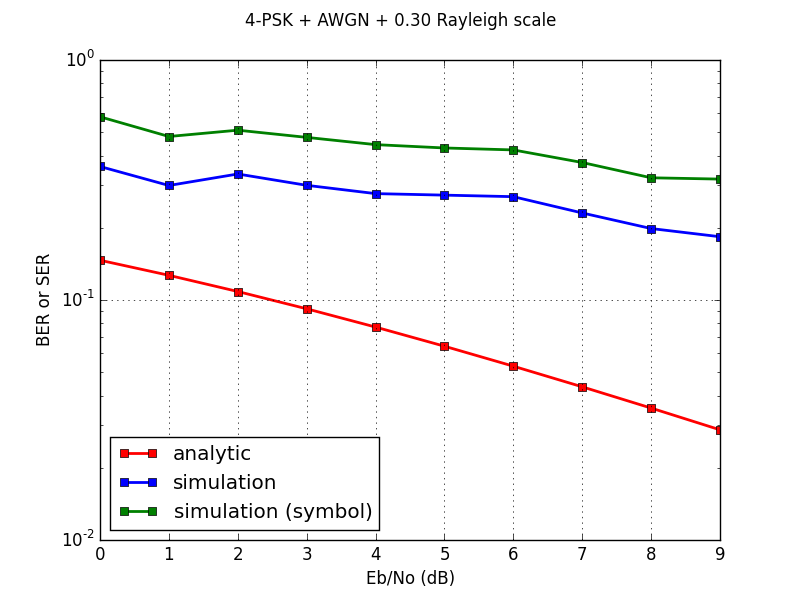 4-PSK + AWGN + 0.30 Rayleigh scale
10^0
10^-1
10^-2
BER or SER
analytic
simulation
simulation (symbol)
0 1 2 3 4 5 6 7 8 9
Eb/No (dB)